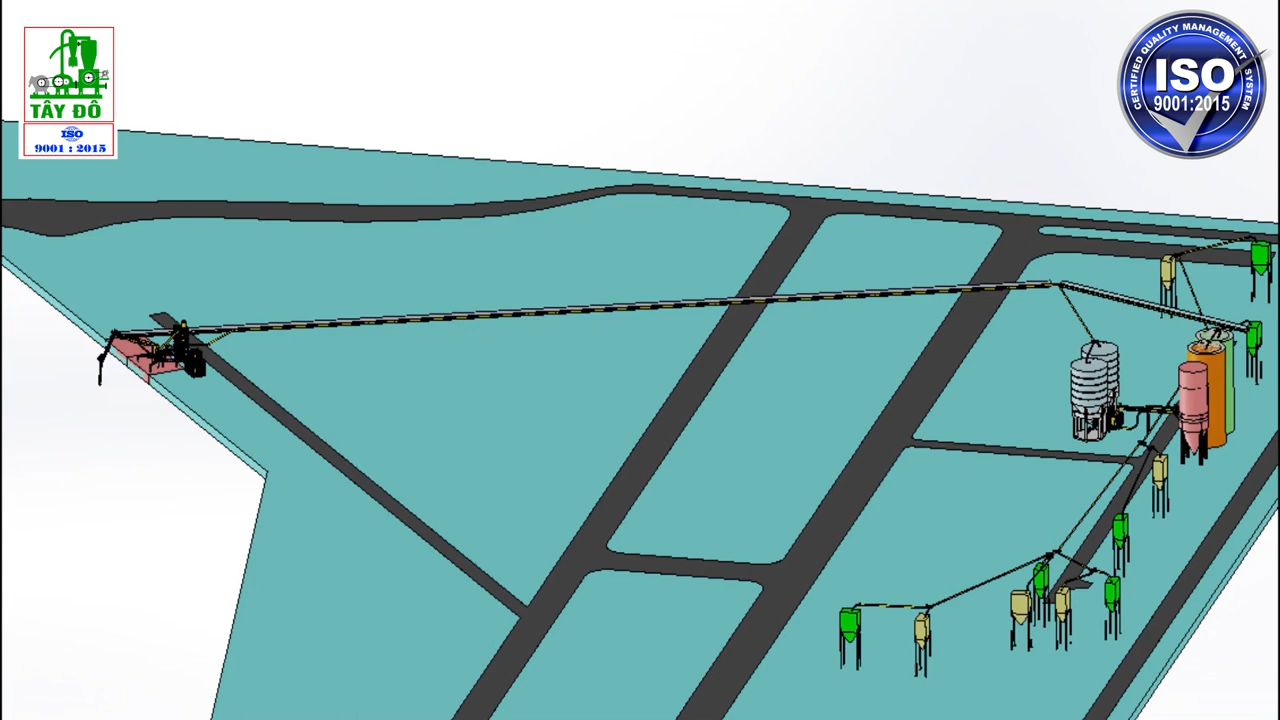 TÂY ĐÔ
ISO
9001 : 2015
CERTIFIED QUALITY MANAGEMENT SYSTEM
ISO
9001:2015